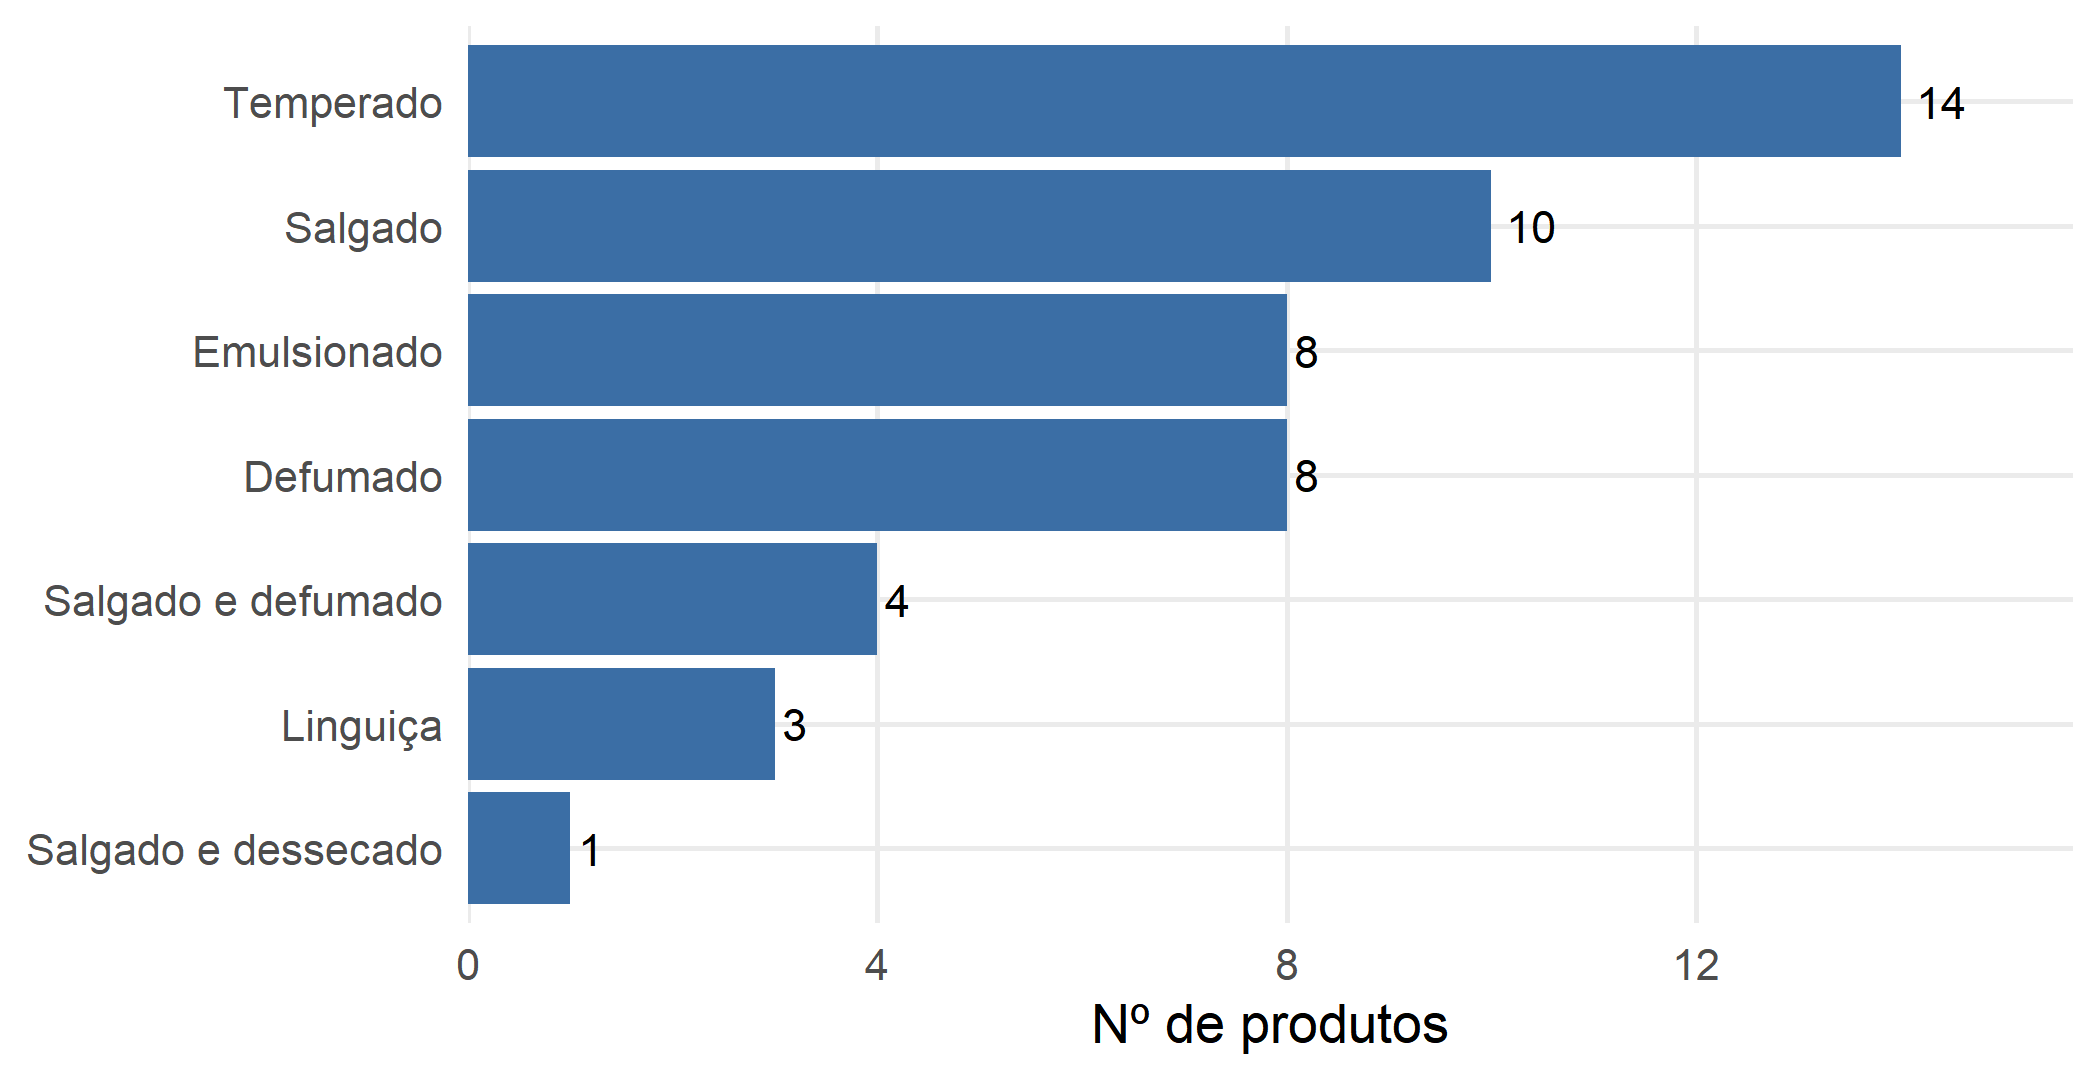 Temperado 14
Salgado 10
Emulsionado 8
Defumado 8
Salgado e defumado 4
Linguiça 3
Salgado e dessecado 1
0 4 8 12
Nº de produtos